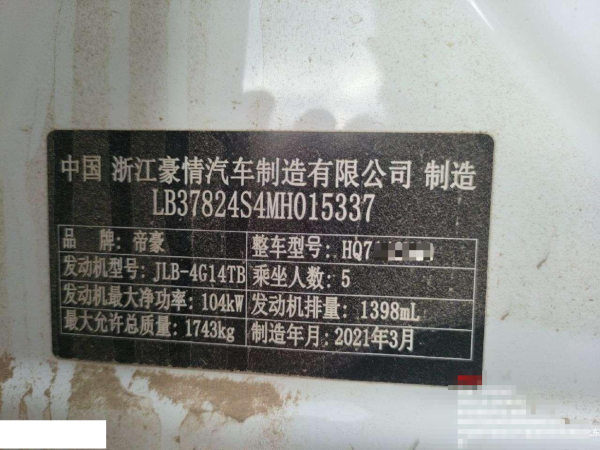 中国 浙江豪情汽车制造有限公司 制造
LB37824S4MH015337
品 牌: 帝豪 整车型号: HQ7
发动机型号: JLB-4G14TB 乘坐人数: 5
发动机最大净功率: 104kW 发动机排量: 1398mL
最大允许总质量: 1743kg 制造年月: 2021年3月